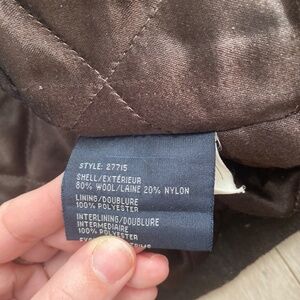 STYLE: 27715
SHELL/EXTÉRIEUR
80% WOOL/LAINE 20% NYLON
LINING/DOUBLURE
100% POLYESTER
INTERLINING/DOUBLURE
INTERMEDIAIRE
100% POLYESTER